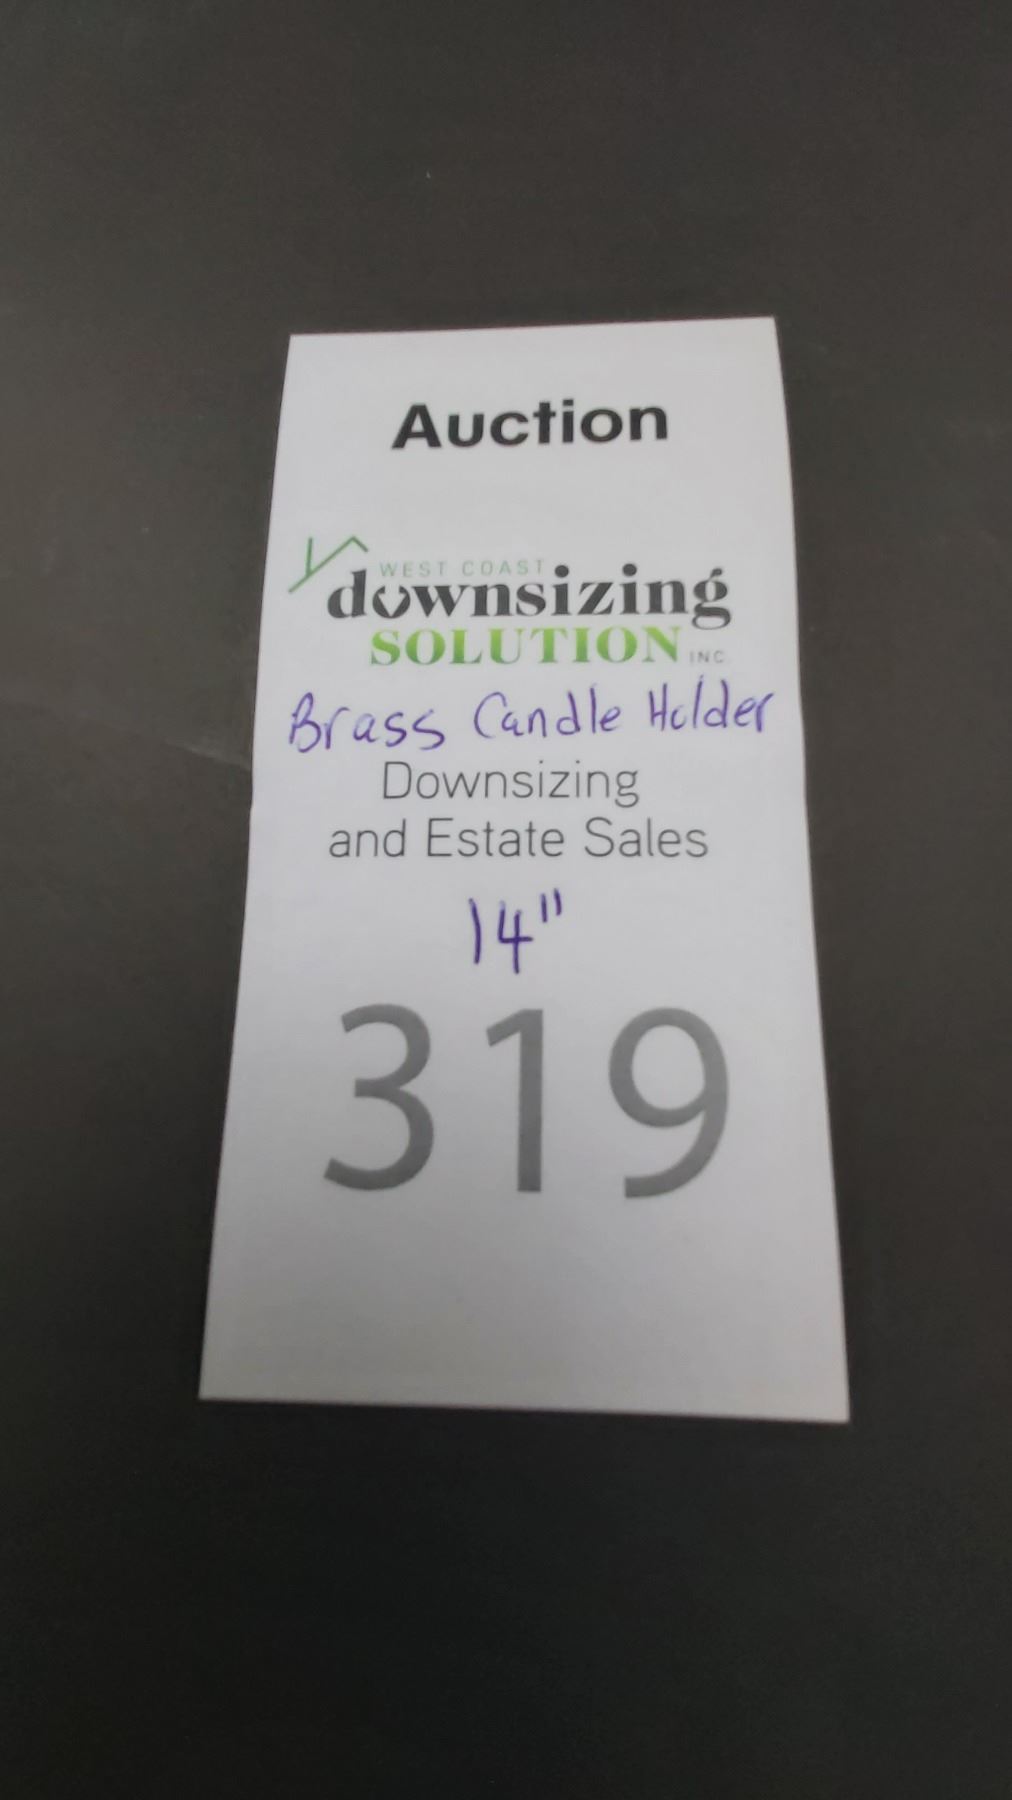 Auction
WEST COAST
downsizing
SOLUTION INC.
Brass Candle Holder
Downsizing
and Estate Sales
14"
319